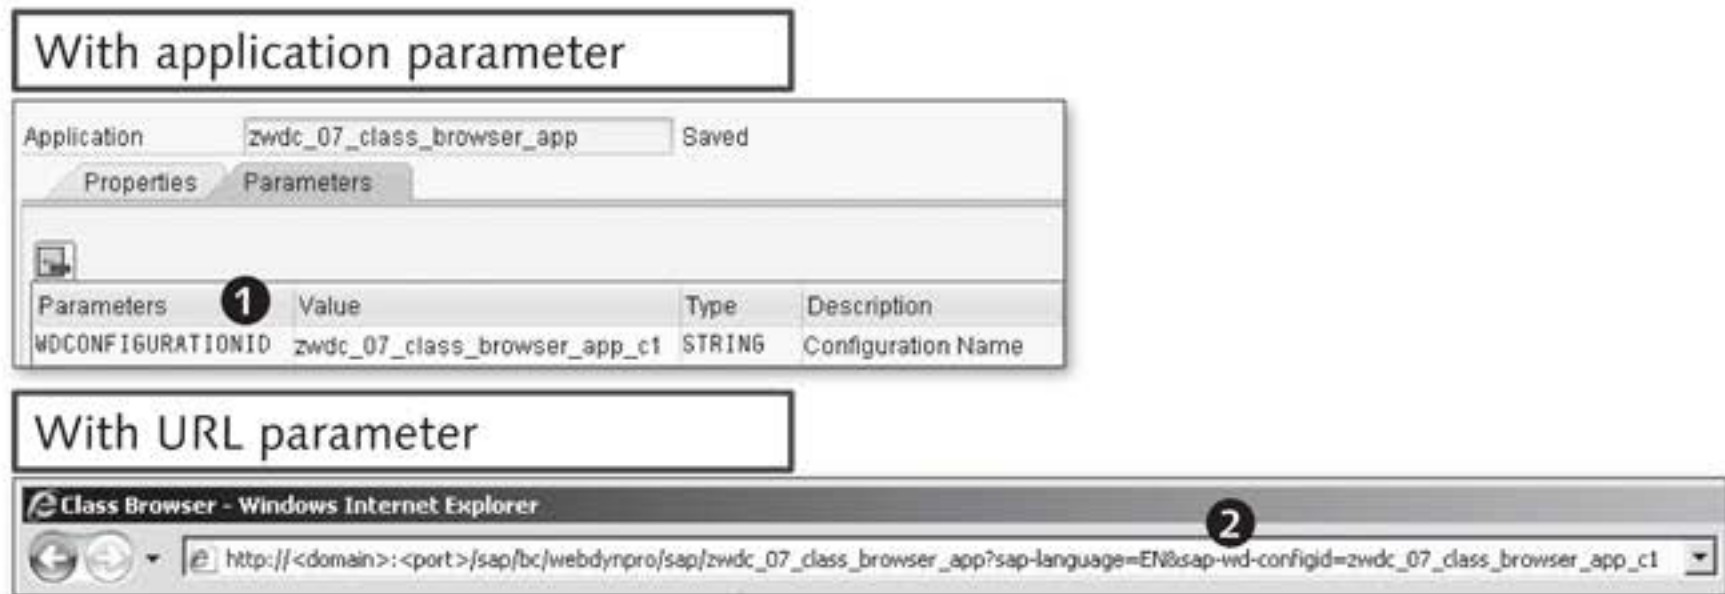 With application parameter
Application zwdc_07_class_browser_app Saved
Properties Parameters
Parameters 1 Value Type Description
WDCONFIGURATIONID zwdc_07_class_browser_app_c1 STRING Configuration Name
With URL parameter
Class Browser - Windows Internet Explorer
2
http://<domain>:<port>/sap/bc/webdynpro/sap/zwdc_07_class_browser_app?sap-language=EN&sap-wd-configid=zwdc_07_class_browser_app_c1